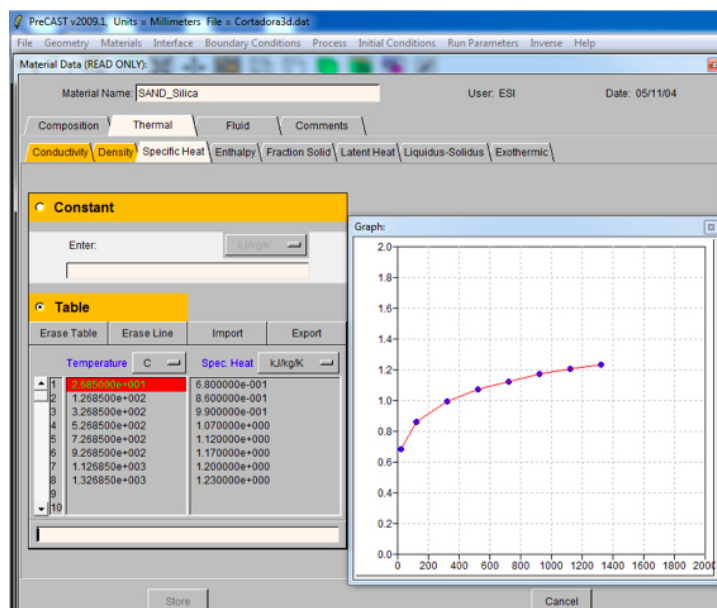 PreCAST v2009.1, Units = Millimeters File = Cortadora3d.dat
File Geometry Materials Interface Boundary Conditions Process Initial Conditions Run Parameters Inverse Help
Material Data (READ ONLY):
Material Name: SAND_Silica User: ESI Date: 05/11/04
Composition Thermal Fluid Comments
Conductivity Density Specific Heat Enthalpy Fraction Solid Latent Heat Liquidus-Solidus Exothermic
Constant
Enter: kJ/kg/K
Table
Erase Table Erase Line Import Export
Temperature C Spec. Heat kJ/kg/K
1 2.685000e+001 6.800000e-001
2 1.268500e+002 8.600000e-001
3 3.268500e+002 9.900000e-001
4 5.268500e+002 1.070000e+000
5 7.268500e+002 1.120000e+000
6 9.268500e+002 1.170000e+000
7 1.126850e+003 1.200000e+000
8 1.326850e+003 1.230000e+000
9
10
Graph:
2.0
1.8
1.6
1.4
1.2
1.0
0.8
0.6
0.4
0.2
0.0
0 200 400 600 800 1000 1200 1400 1600 1800 2000
Store Cancel